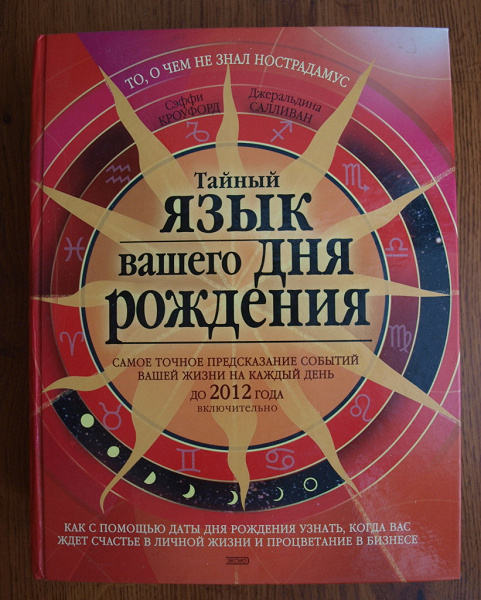 ТО, О ЧЕМ НЕ ЗНАЛ НОСТРАДАМУС
Сэффи Джеральдина
КРОУФОРД САЛЛИВАН
Тайный
ЯЗЫК
вашего ДНЯ
рождения
САМОЕ ТОЧНОЕ ПРЕДСКАЗАНИЕ СОБЫТИЙ
ВАШЕЙ ЖИЗНИ НА КАЖДЫЙ ДЕНЬ
ДО 2012 ГОДА
ВКЛЮЧИТЕЛЬНО
КАК С ПОМОЩЬЮ ДАТЫ ДНЯ РОЖДЕНИЯ УЗНАТЬ, КОГДА ВАС
ЖДЕТ СЧАСТЬЕ В ЛИЧНОЙ ЖИЗНИ И ПРОЦВЕТАНИЕ В БИЗНЕСЕ
ЭКСМО